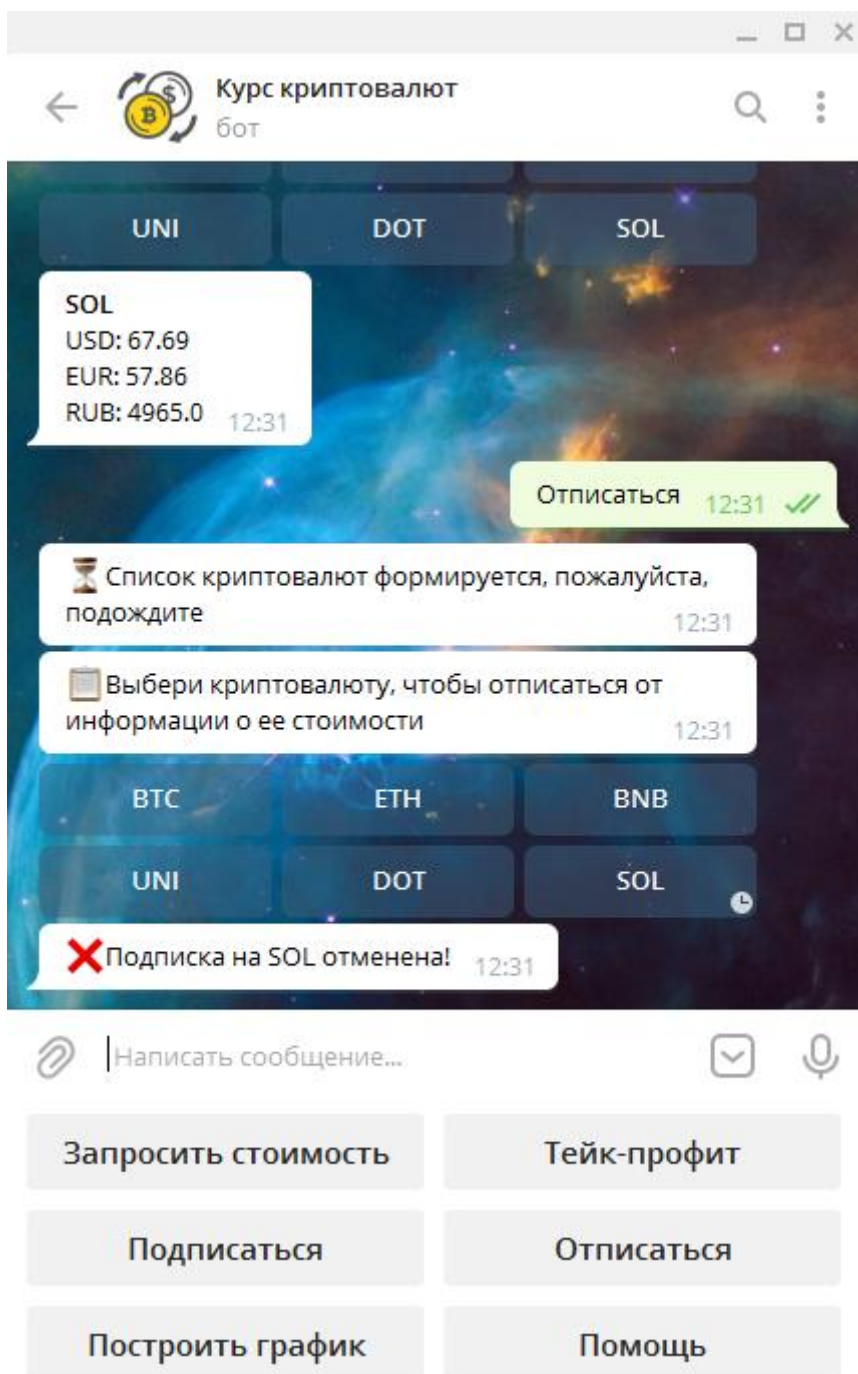 Курс криптовалют
бот
UNI DOT SOL
SOL
USD: 67.69
EUR: 57.86
RUB: 4965.0 12:31
Отписаться 12:31
Список криптовалют формируется, пожалуйста,
подождите 12:31
Выбери криптовалюту, чтобы отписаться от
информации о ее стоимости 12:31
BTC ETH BNB
UNI DOT SOL
Подписка на SOL отменена! 12:31
Написать сообщение...
Запросить стоимость Тейк-профит
Подписаться Отписаться
Построить график Помощь